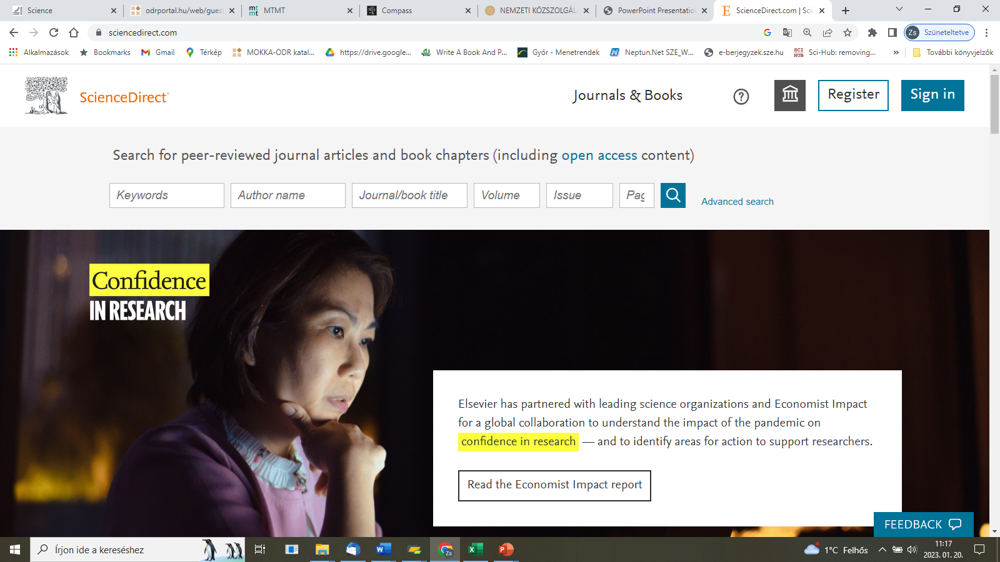 Science
odrportal.hu/web/gues
MTMT
Compass
NEMZETI KÖZSZOLGÁL
PowerPoint Presentation
ScienceDirect.com | Sci
sciencedirect.com
Zs Szüneteltetve
Alkalmazások
Bookmarks
Gmail
Térkép
MOKKA-ODR katal...
https://drive.google...
Write A Book And P...
Győr - Menetrendek
Neptun.Net SZE_W...
e-berjegyzek.sze.hu
Sci-Hub: removing...
»
További könyvjelzők
ScienceDirect
Journals & Books
Register
Sign in
Search for peer-reviewed journal articles and book chapters (including open access content)
Keywords
Author name
Journal/book title
Volume
Issue
Pag
Advanced search
Confidence
IN RESEARCH
Elsevier has partnered with leading science organizations and Economist Impact
for a global collaboration to understand the impact of the pandemic on
confidence in research — and to identify areas for action to support researchers.
Read the Economist Impact report
FEEDBACK
Írjon ide a kereséshez
1°C Felhős
11:17
2023. 01. 20.